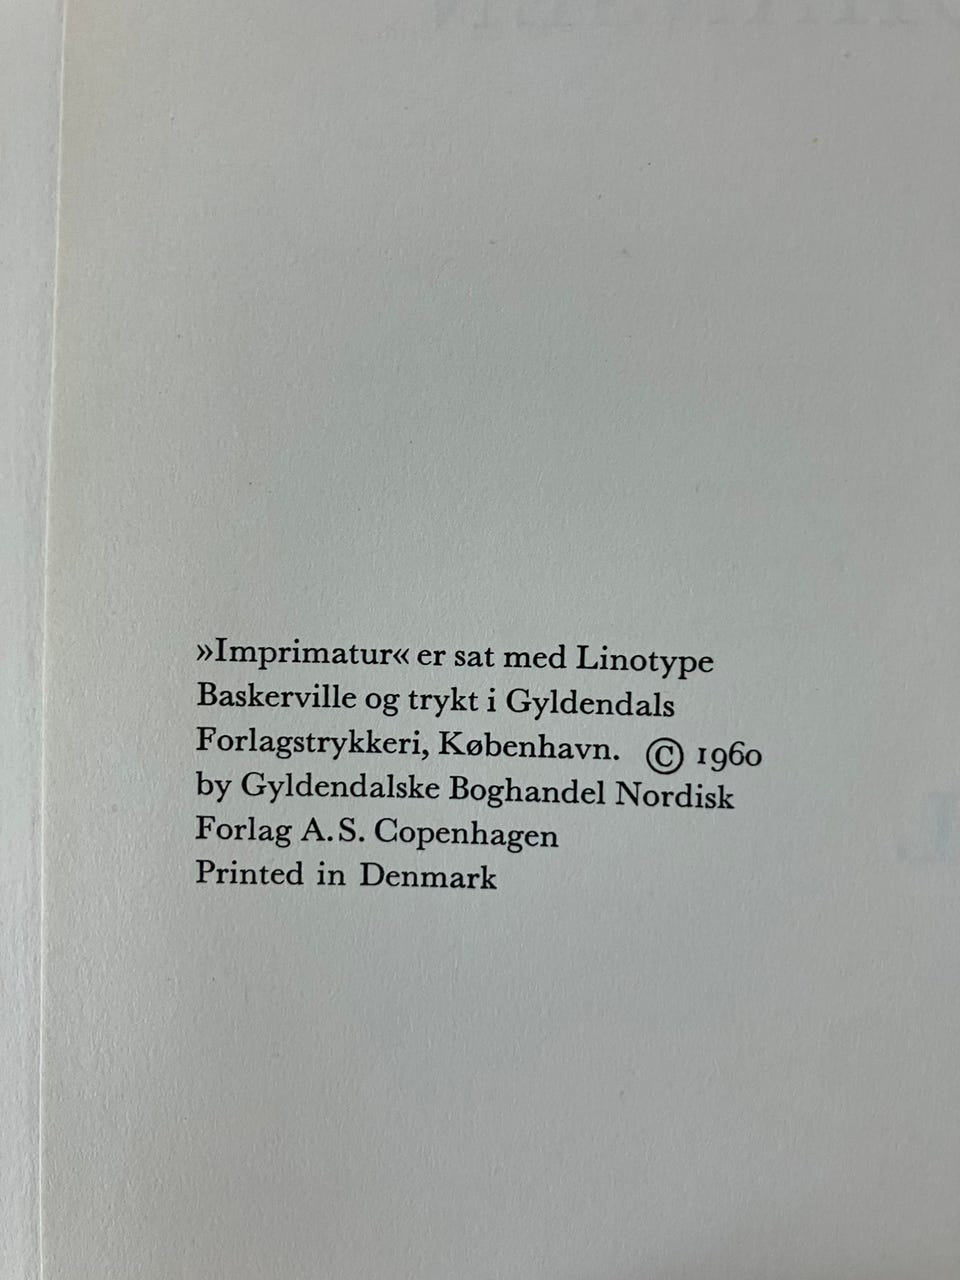 »Imprimatur« er sat med Linotype
Baskerville og trykt i Gyldendals
Forlagstrykkeri, København. © 1960
by Gyldendalske Boghandel Nordisk
Forlag A.S. Copenhagen
Printed in Denmark